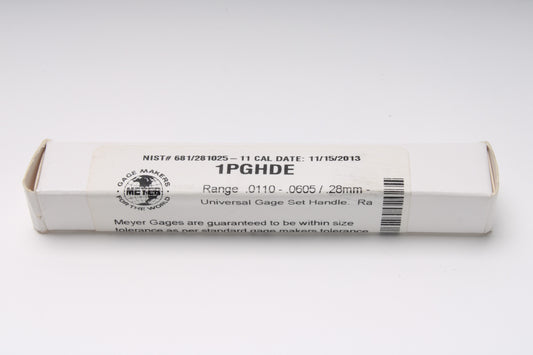 NIST# 681/281025-11 CAL DATE: 11/15/2013
1PGHDE
GAGE MAKERS
MEYER
FOR THE WORLD
Range .0110 - .0605 / .28mm -
Universal Gage Set Handle. Ra
Meyer Gages are guaranteed to be within size
tolerance as per standard gage makers tolerance